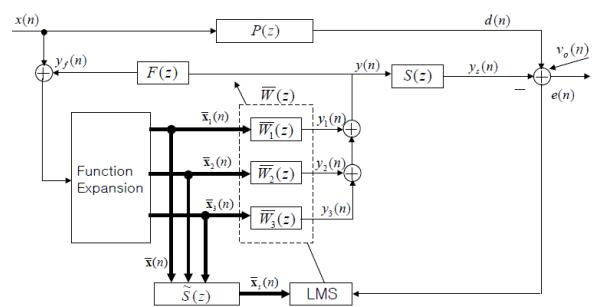 x(n) P(z) d(n)
v_o(n)
y_f(n) F(z) y(n) S(z) y_s(n)
e(n)
W̅(z)
x̅_1(n) W̅_1(z) y_1(n)
Function
Expansion
x̅_2(n) W̅_2(z) y_2(n)
x̅_3(n) W̅_3(z) y_3(n)
x̅(n) S̃(z) x̅_s(n) LMS